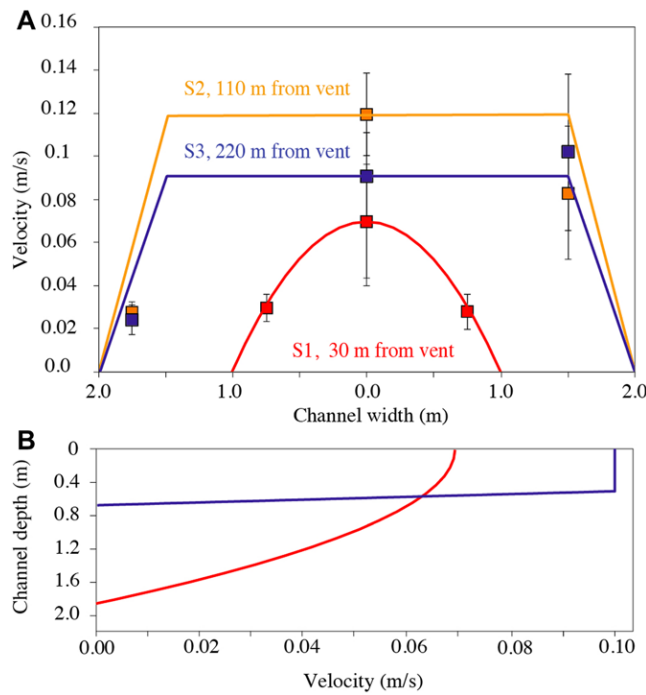 A
0.16
0.14
0.12
0.1
0.08
0.06
0.04
0.02
0.0
Velocity (m/s)
S2, 110 m from vent
S3, 220 m from vent
S1, 30 m from vent
2.0 1.0 0.0 1.0 2.0
Channel width (m)
B
0
0.4
0.8
1.2
1.6
2.0
Channel depth (m)
0.00 0.02 0.04 0.06 0.08 0.10
Velocity (m/s)